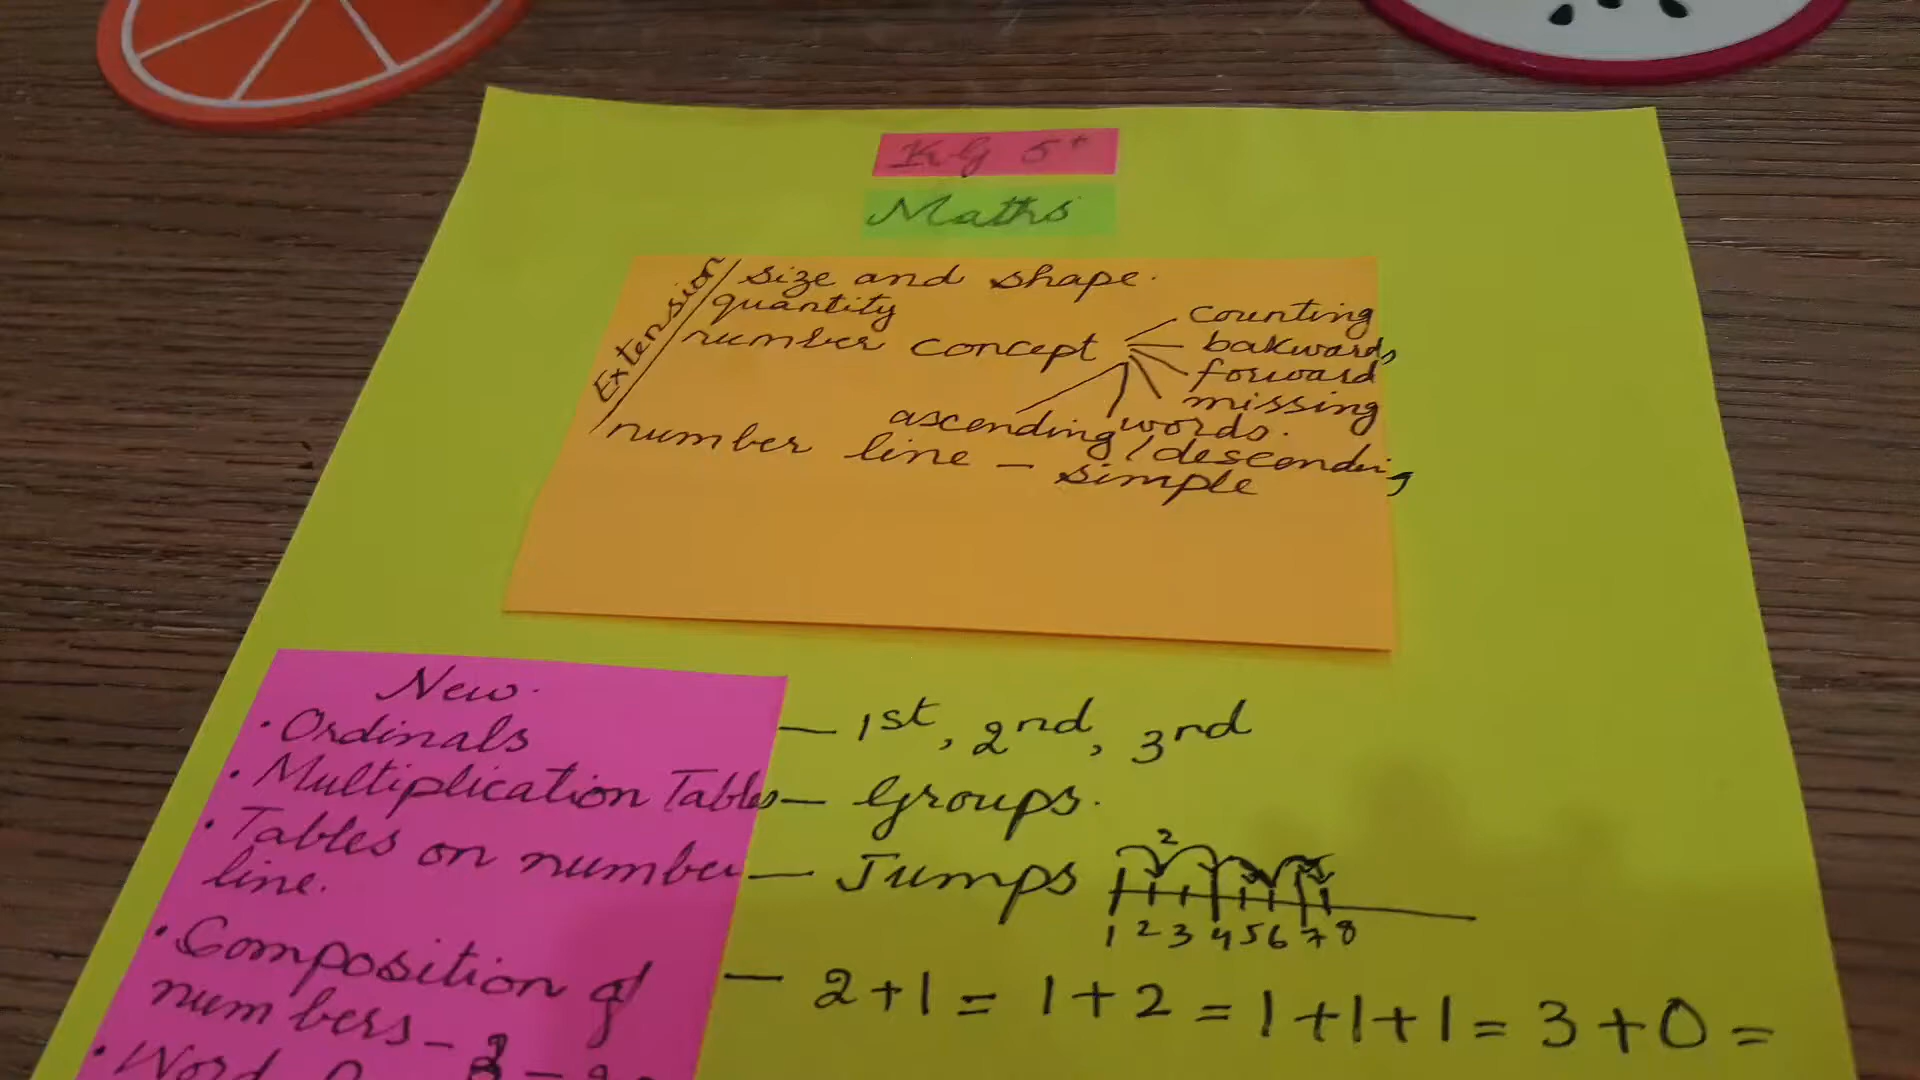 K.G 5+
Maths
Extension
size and shape.
quantity
number concept
counting
bakwards,
forward
missing
words.
ascending / descending
number line – simple
New.
• Ordinals — 1st, 2nd, 3rd
• Multiplication Tables — Groups.
• Tables on number line. — Jumps
2
1 2 3 4 5 6 7 8
• Composition of — 2+1 = 1+2 = 1+1+1 = 3+0 =
numbers – 3
• Word